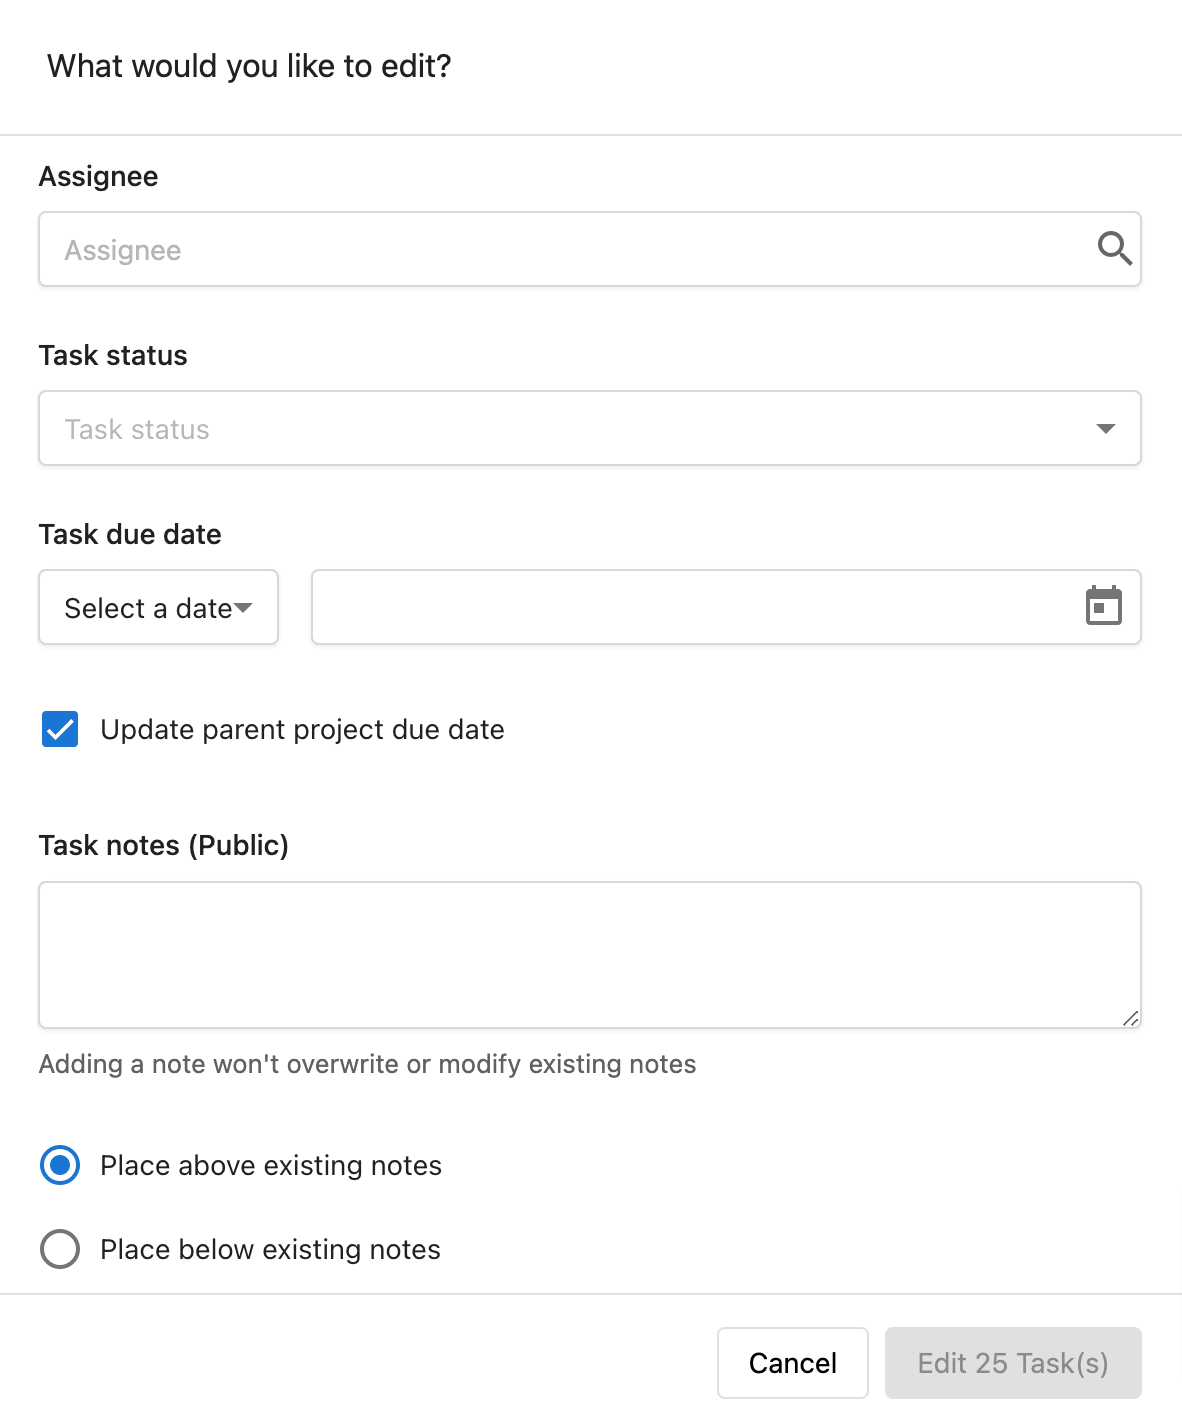 What would you like to edit?
Assignee
Assignee
Task status
Task status
Task due date
Select a date
Update parent project due date
Task notes (Public)
Adding a note won't overwrite or modify existing notes
Place above existing notes
Place below existing notes
Cancel
Edit 25 Task(s)